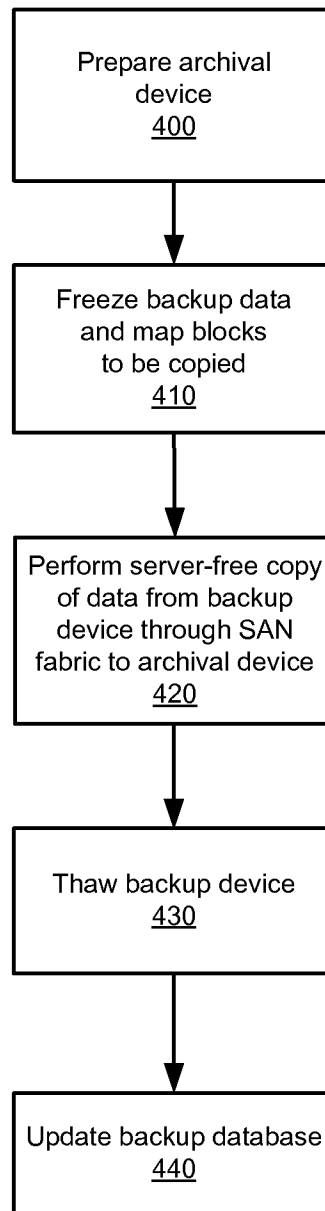 Prepare archival
device
400
Freeze backup data
and map blocks
to be copied
410
Perform server-free copy
of data from backup
device through SAN
fabric to archival device
420
Thaw backup device
430
Update backup database
440